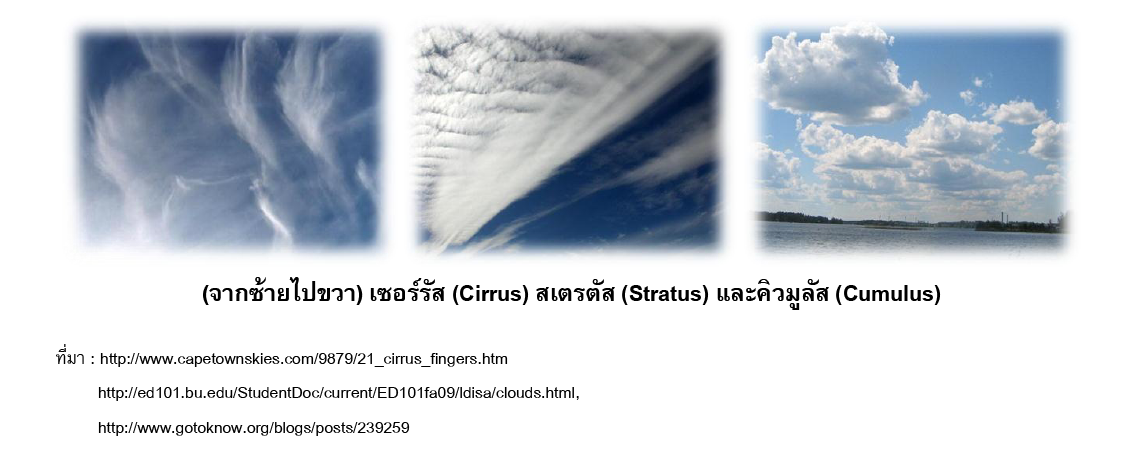 (จากซ้ายไปขวา) เซอร์รัส (Cirrus) สเตรตัส (Stratus) และคิวมูลัส (Cumulus)
ที่มา : http://www.capetownskies.com/9879/21_cirrus_fingers.htm
http://ed101.bu.edu/StudentDoc/current/ED101fa09/ldisa/clouds.html,
http://www.gotoknow.org/blogs/posts/239259